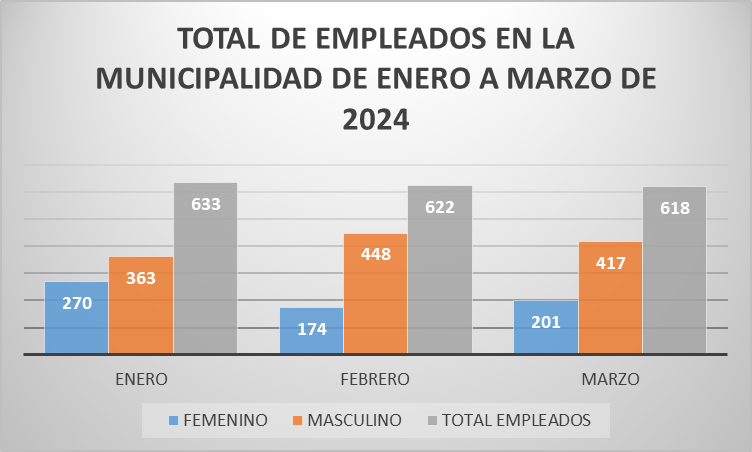 TOTAL DE EMPLEADOS EN LA
MUNICIPALIDAD DE ENERO A MARZO DE
2024
633
622
618
448
417
363
270
201
174
ENERO
FEBRERO
MARZO
FEMENINO
MASCULINO
TOTAL EMPLEADOS